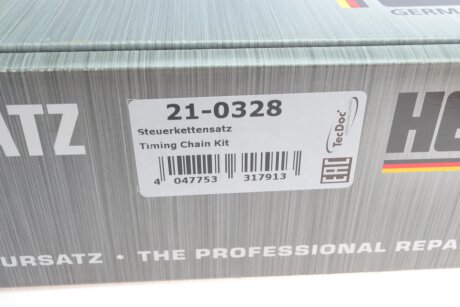 GERM
ATZ
21-0328
Steuerkettensatz
Timing Chain Kit
4 047753 317913
EAC
TecDoc
HE
URSATZ • THE PROFESSIONAL REPA